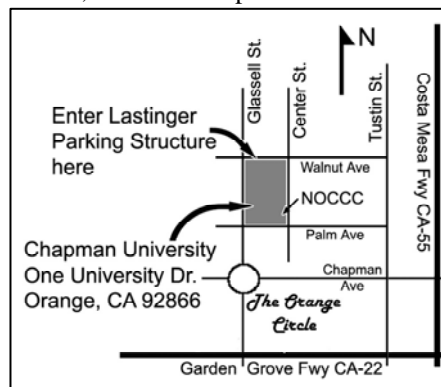 N
Glassell St.
Center St.
Tustin St.
Costa Mesa Fwy CA-55
Enter Lastinger
Parking Structure
here
Walnut Ave
NOCCC
Palm Ave
Chapman University
One University Dr.
Orange, CA 92866
Chapman
Ave
The Orange
Circle
Garden Grove Fwy CA-22